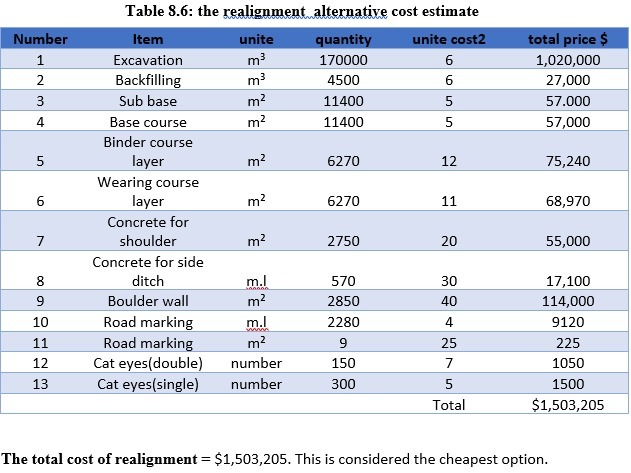 Table 8.6: the realignment alternative cost estimate
Number Item unite quantity unite cost2 total price $
1 Excavation m³ 170000 6 1,020,000
2 Backfilling m³ 4500 6 27,000
3 Sub base m² 11400 5 57.000
4 Base course m² 11400 5 57,000
Binder course
5 layer m² 6270 12 75,240
Wearing course
6 layer m² 6270 11 68,970
Concrete for
7 shoulder m² 2750 20 55,000
Concrete for side
8 ditch m.l 570 30 17,100
9 Boulder wall m² 2850 40 114,000
10 Road marking m.l 2280 4 9120
11 Road marking m² 9 25 225
12 Cat eyes(double) number 150 7 1050
13 Cat eyes(single) number 300 5 1500
Total $1,503,205
The total cost of realignment = $1,503,205. This is considered the cheapest option.